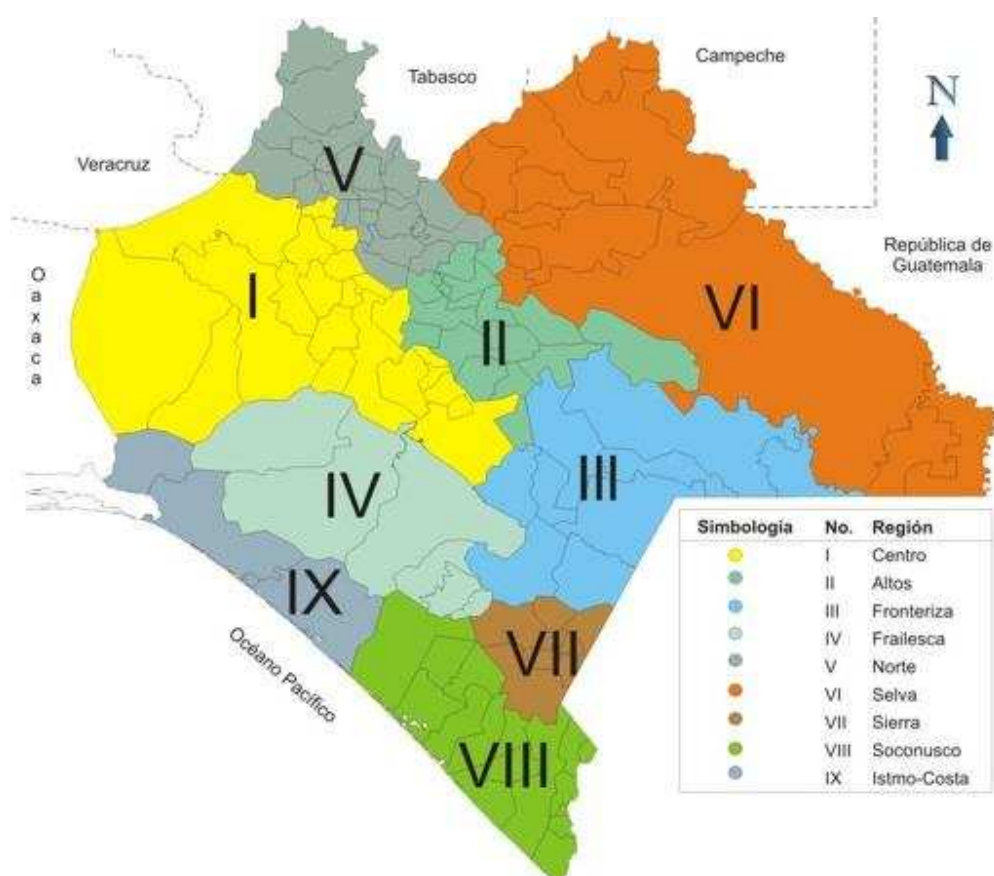 Campeche
Tabasco
N
Veracruz
V
República de
Guatemala
Oaxaca
I
VI
II
III
IV
IX
VII
VIII
Océano Pacífico
Simbología No. Región
I Centro
II Altos
III Fronteriza
IV Frailesca
V Norte
VI Selva
VII Sierra
VIII Soconusco
IX Istmo-Costa